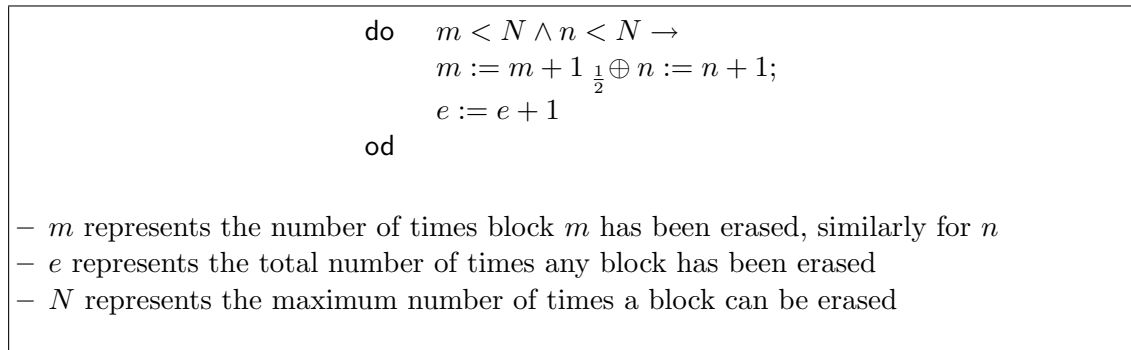 do m < N ∧ n < N →
m := m + 1 ½⊕ n := n + 1;
e := e + 1
od
– m represents the number of times block m has been erased, similarly for n
– e represents the total number of times any block has been erased
– N represents the maximum number of times a block can be erased